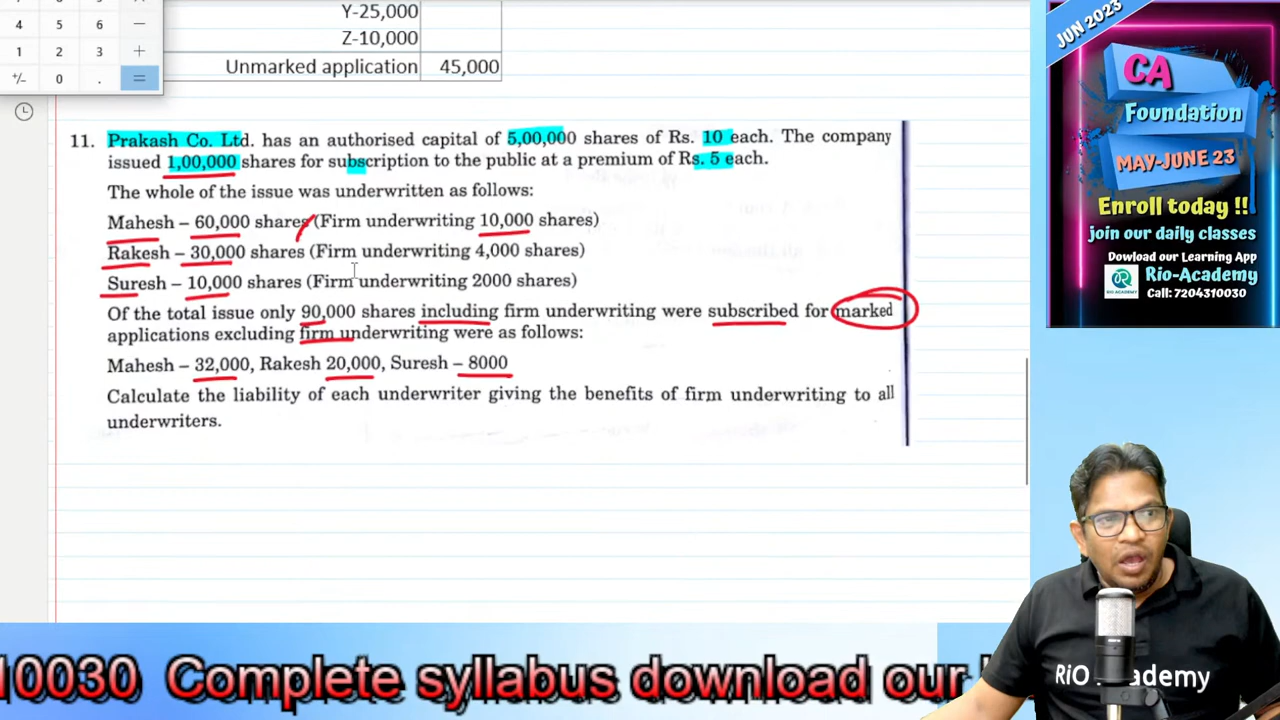 Y-25,000
4 5 6 −
Z-10,000
1 2 3 +
Unmarked application 45,000
+/- 0 . =
11. Prakash Co. Ltd. has an authorised capital of 5,00,000 shares of Rs. 10 each. The company
issued 1,00,000 shares for subscription to the public at a premium of Rs. 5 each.
The whole of the issue was underwritten as follows:
Mahesh – 60,000 shares (Firm underwriting 10,000 shares)
Rakesh – 30,000 shares (Firm underwriting 4,000 shares)
Suresh – 10,000 shares (Firm underwriting 2000 shares)
Of the total issue only 90,000 shares including firm underwriting were subscribed for marked
applications excluding firm underwriting were as follows:
Mahesh – 32,000, Rakesh 20,000, Suresh – 8000
Calculate the liability of each underwriter giving the benefits of firm underwriting to all
underwriters.
JUN 2023
CA
Foundation
MAY-JUNE 23
Enroll today !!
join our daily classes
Dowload our Learning App
Rio-Academy
RIO ACADEMY
Call: 7204310030
10030 Complete syllabus download our